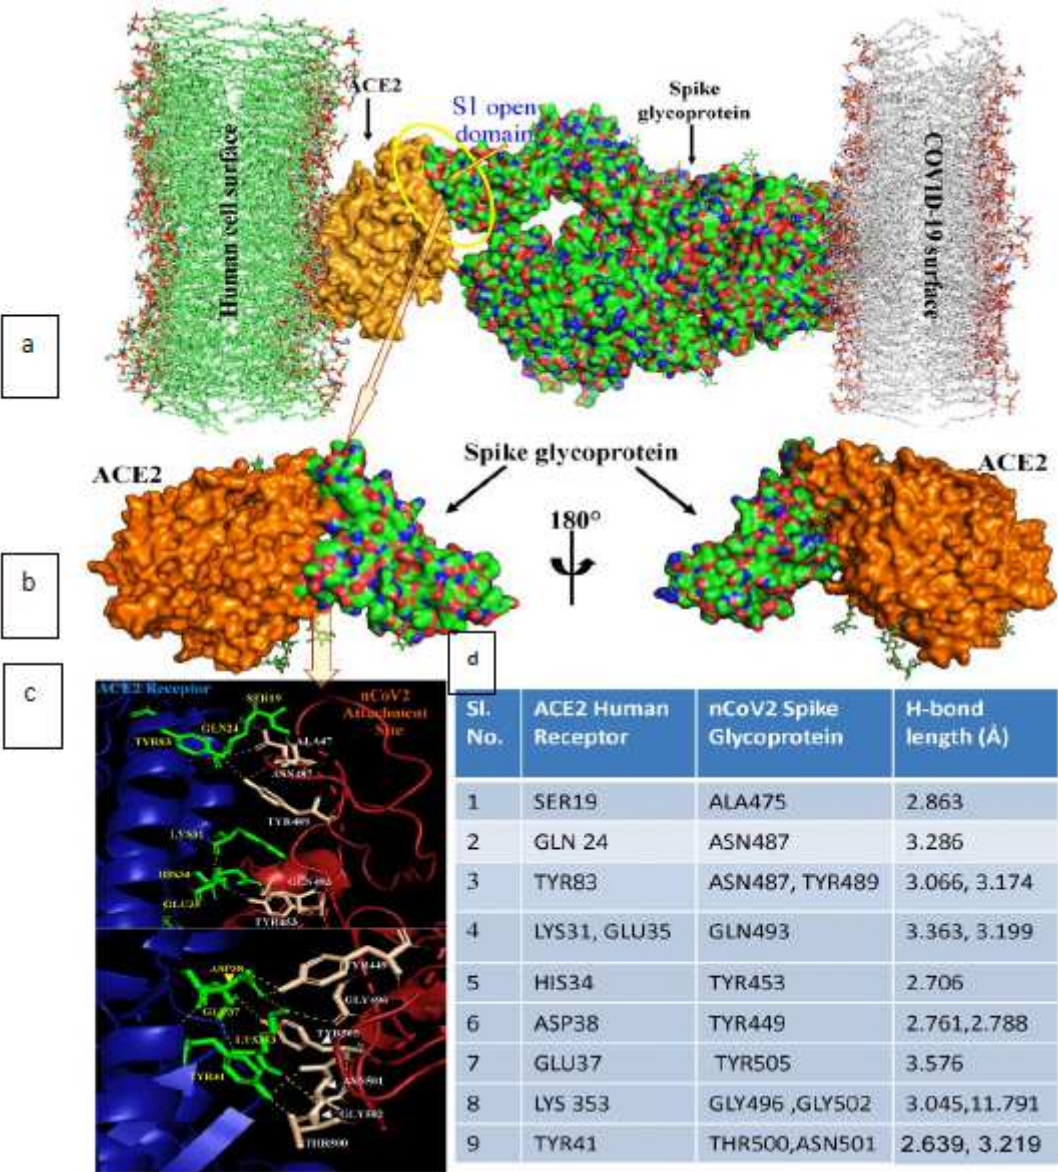 ACE2
S1 open
domain
Spike
glycoprotein
Human cell surface
COVID-19 surface
a
ACE2
Spike glycoprotein
ACE2
180°
b
c
d
ACE2 Receptor
nCoV2
Attachment
Site
SER19
GLN24
TYR83
ALA47
ASN487
TYR489
LYS31
HIS34
GLU35
GLN493
TYR453
ASP38
TYR449
GLY496
GLU37
TYR505
LYS353
TYR41
ASN501
GLY502
THR500
Sl. No. ACE2 Human Receptor nCoV2 Spike Glycoprotein H-bond length (Å)
1 SER19 ALA475 2.863
2 GLN 24 ASN487 3.286
3 TYR83 ASN487, TYR489 3.066, 3.174
4 LYS31, GLU35 GLN493 3.363, 3.199
5 HIS34 TYR453 2.706
6 ASP38 TYR449 2.761,2.788
7 GLU37 TYR505 3.576
8 LYS 353 GLY496 ,GLY502 3.045,11.791
9 TYR41 THR500,ASN501 2.639, 3.219